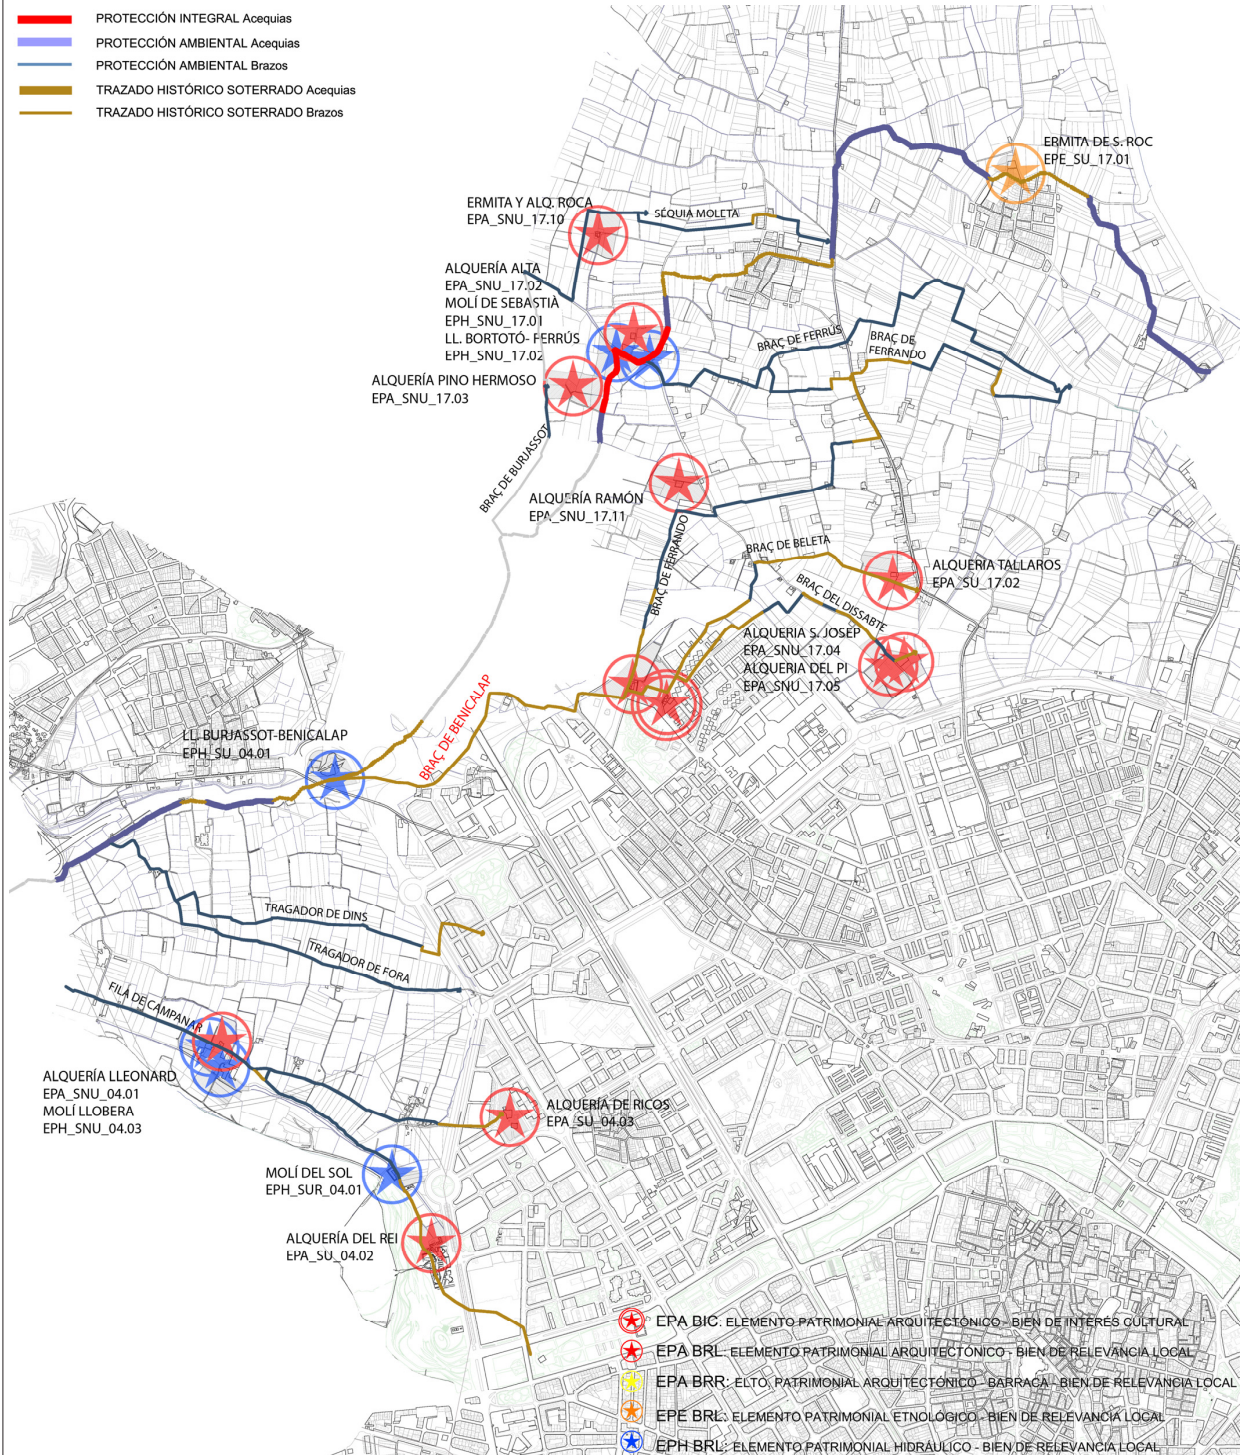 PROTECCIÓN INTEGRAL Acequias
PROTECCIÓN AMBIENTAL Acequias
PROTECCIÓN AMBIENTAL Brazos
TRAZADO HISTÓRICO SOTERRADO Acequias
TRAZADO HISTÓRICO SOTERRADO Brazos
ERMITA DE S. ROC
EPE_SU_17.01
ERMITA Y ALQ. ROCA
EPA_SNU_17.10
SÉQUIA MOLETA
ALQUERÍA ALTA
EPA_SNU_17.02
MOLÍ DE SEBASTIÀ
EPH_SNU_17.01
LL. BORTOTÓ- FERRÚS
EPH_SNU_17.02
BRAÇ DE FERRÚS
BRAÇ DE
FERRANDO
ALQUERÍA PINO HERMOSO
EPA_SNU_17.03
BRAÇ DE BURJASSOT
ALQUERÍA RAMÓN
EPA_SNU_17.11
BRAÇ DE FERRANDO
BRAÇ DE BELETA
ALQUERIA TALLAROS
EPA_SU_17.02
BRAÇ DEL DISSABTE
ALQUERIA S. JOSEP
EPA_SNU_17.04
ALQUERIA DEL PI
EPA_SNU_17.05
BRAÇ DE BENICALAP
LL. BURJASSOT-BENICALAP
EPH_SU_04.01
TRAGADOR DE DINS
TRAGADOR DE FORA
FILA DE CAMPANAR
ALQUERÍA LLEONARD
EPA_SNU_04.01
MOLÍ LLOBERA
EPH_SNU_04.03
ALQUERÍA DE RICOS
EPA_SU_04.03
MOLÍ DEL SOL
EPH_SUR_04.01
ALQUERÍA DEL REI
EPA_SU_04.02
EPA BIC: ELEMENTO PATRIMONIAL ARQUITECTÓNICO - BIEN DE INTERÉS CULTURAL
EPA BRL: ELEMENTO PATRIMONIAL ARQUITECTÓNICO - BIEN DE RELEVANCIA LOCAL
EPA BRR: ELTO. PATRIMONIAL ARQUITECTÓNICO - BARRACA - BIEN DE RELEVANCIA LOCAL
EPE BRL: ELEMENTO PATRIMONIAL ETNOLÓGICO - BIEN DE RELEVANCIA LOCAL
EPH BRL: ELEMENTO PATRIMONIAL HIDRÁULICO - BIEN DE RELEVANCIA LOCAL